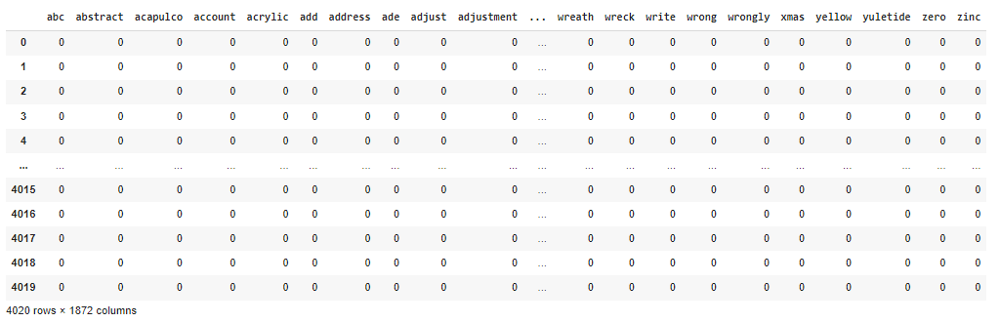 abc abstract acapulco account acrylic add address ade adjust adjustment ... wreath wreck write wrong wrongly xmas yellow yuletide zero zinc
0 0 0 0 0 0 0 0 0 0 0 ... 0 0 0 0 0 0 0 0 0 0
1 0 0 0 0 0 0 0 0 0 0 ... 0 0 0 0 0 0 0 0 0 0
2 0 0 0 0 0 0 0 0 0 0 ... 0 0 0 0 0 0 0 0 0 0
3 0 0 0 0 0 0 0 0 0 0 ... 0 0 0 0 0 0 0 0 0 0
4 0 0 0 0 0 0 0 0 0 0 ... 0 0 0 0 0 0 0 0 0 0
... ... ... ... ... ... ... ... ... ... ... ... ... ... ... ... ... ... ... ... ... ...
4015 0 0 0 0 0 0 0 0 0 0 ... 0 0 0 0 0 0 0 0 0 0
4016 0 0 0 0 0 0 0 0 0 0 ... 0 0 0 0 0 0 0 0 0 0
4017 0 0 0 0 0 0 0 0 0 0 ... 0 0 0 0 0 0 0 0 0 0
4018 0 0 0 0 0 0 0 0 0 0 ... 0 0 0 0 0 0 0 0 0 0
4019 0 0 0 0 0 0 0 0 0 0 ... 0 0 0 0 0 0 0 0 0 0
4020 rows × 1872 columns